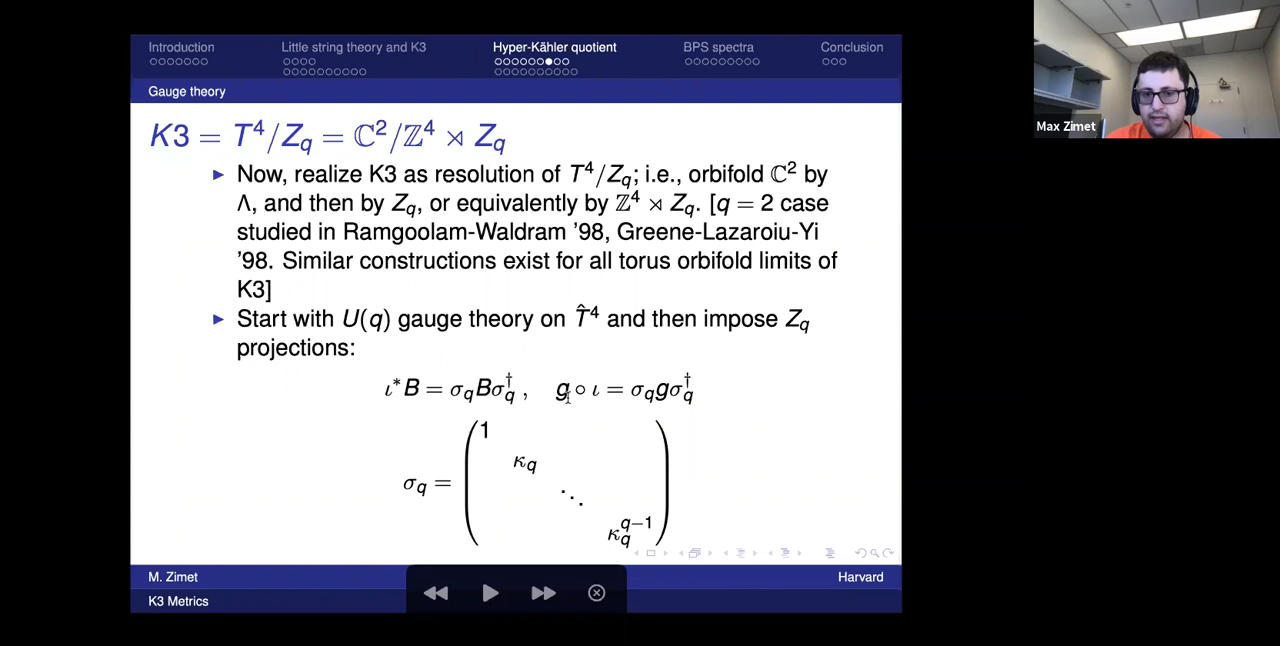 Introduction
Little string theory and K3
Hyper-Kähler quotient
BPS spectra
Conclusion
Gauge theory
K3 = T⁴/Z_q = ℂ²/ℤ⁴ ⋊ Z_q
Now, realize K3 as resolution of T⁴/Z_q; i.e., orbifold ℂ² by
Λ, and then by Z_q, or equivalently by ℤ⁴ ⋊ Z_q. [q = 2 case
studied in Ramgoolam-Waldram '98, Greene-Lazaroiu-Yi
'98. Similar constructions exist for all torus orbifold limits of
K3]
Start with U(q) gauge theory on T̂⁴ and then impose Z_q
projections:
ι*B = σ_qBσ_q† , g ∘ ι = σ_qgσ_q†
σ_q = (1
κ_q
⋱
κ_q^{q−1})
M. Zimet
Harvard
K3 Metrics
Max Zimet